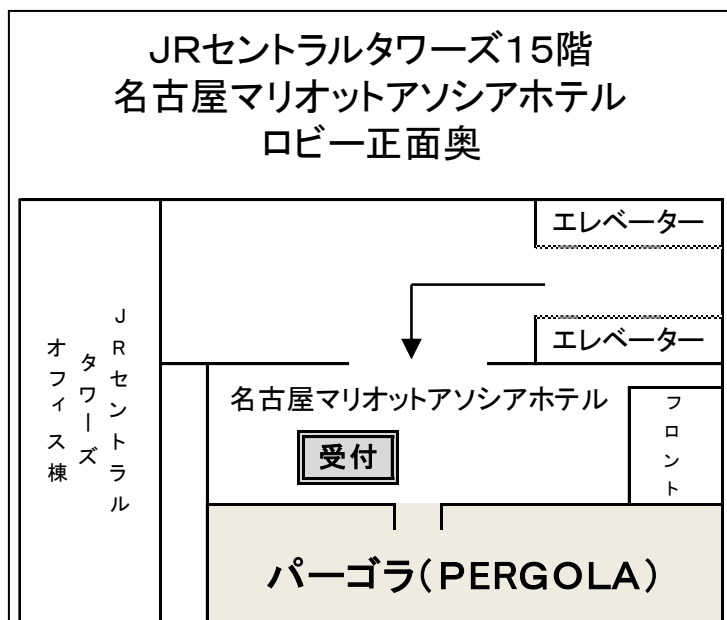 JRセントラルタワーズ15階
名古屋マリオットアソシアホテル
ロビー正面奥
エレベーター
エレベーター
JRセントラル
タワーズ
オフィス棟
名古屋マリオットアソシアホテル
フロント
受付
パーゴラ(PERGOLA)